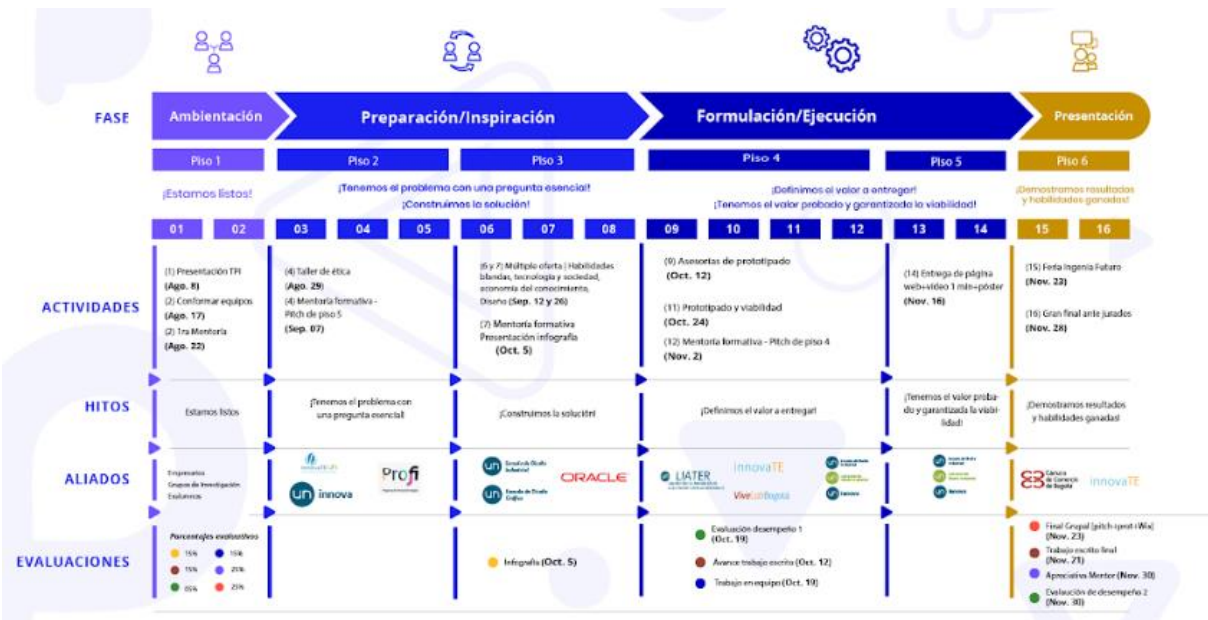 FASE
Ambientación
Preparación/Inspiración
Formulación/Ejecución
Presentación
Piso 1
Piso 2
Piso 3
Piso 4
Piso 5
Piso 6
¡Estamos listos!
¡Tenemos el problema con una pregunta esencial!
¡Construimos la solución!
¡Definimos el valor a entregar!
¡Tenemos el valor probado y garantizada la viabilidad!
¡Demostramos resultados
y habilidades ganadas!
01 02 03 04 05 06 07 08 09 10 11 12 13 14 15 16
ACTIVIDADES
(1) Presentación TPI
(Ago. 8)
(2) Conformar equipos
(Ago. 17)
(2) 1ra Mentoría
(Ago. 22)
(4) Taller de ética
(Ago. 29)
(4) Mentoría formativa -
Pitch de piso 5
(Sep. 07)
(6 y 7) Múltiple oferta | Habilidades
blandas, tecnología y sociedad,
economía del conocimiento,
Diseño (Sep. 12 y 26)
(7) Mentoría formativa
Presentación infografía
(Oct. 5)
(9) Asesorías de prototipado
(Oct. 12)
(11) Prototipado y viabilidad
(Oct. 24)
(12) Mentoría formativa - Pitch de piso 4
(Nov. 2)
(14) Entrega de página
web+video 1 min+póster
(Nov. 16)
(15) Feria Ingenia Futuro
(Nov. 23)
(16) Gran final ante jurados
(Nov. 28)
HITOS
Estamos listos
¡Tenemos el problema con
una pregunta esencial!
¡Construimos la solución!
¡Definimos el valor a entregar!
¡Tenemos el valor proba-
do y garantizada la viabi-
lidad!
¡Demostramos resultados
y habilidades ganadas!
ALIADOS
Empresarios
Grupos de Investigación
Exalumnos
un innova
Profi
un Escuela de Diseño
Industrial
un Escuela de Diseño
Gráfico
ORACLE
LIATER
innovaTE
ViveLabBogotá
Cámara
de Comercio
de Bogotá
innovaTE
EVALUACIONES
Porcentajes evaluativos
15% 15%
15% 25%
05% 25%
Infografía (Oct. 5)
Evaluación desempeño 1
(Oct. 19)
Avance trabajo escrito (Oct. 12)
Trabajo en equipo (Oct. 19)
Final Grupal (pitch+prot+Wix)
(Nov. 23)
Trabajo escrito final
(Nov. 21)
Apreciativa Mentor (Nov. 30)
Evaluación de desempeño 2
(Nov. 30)